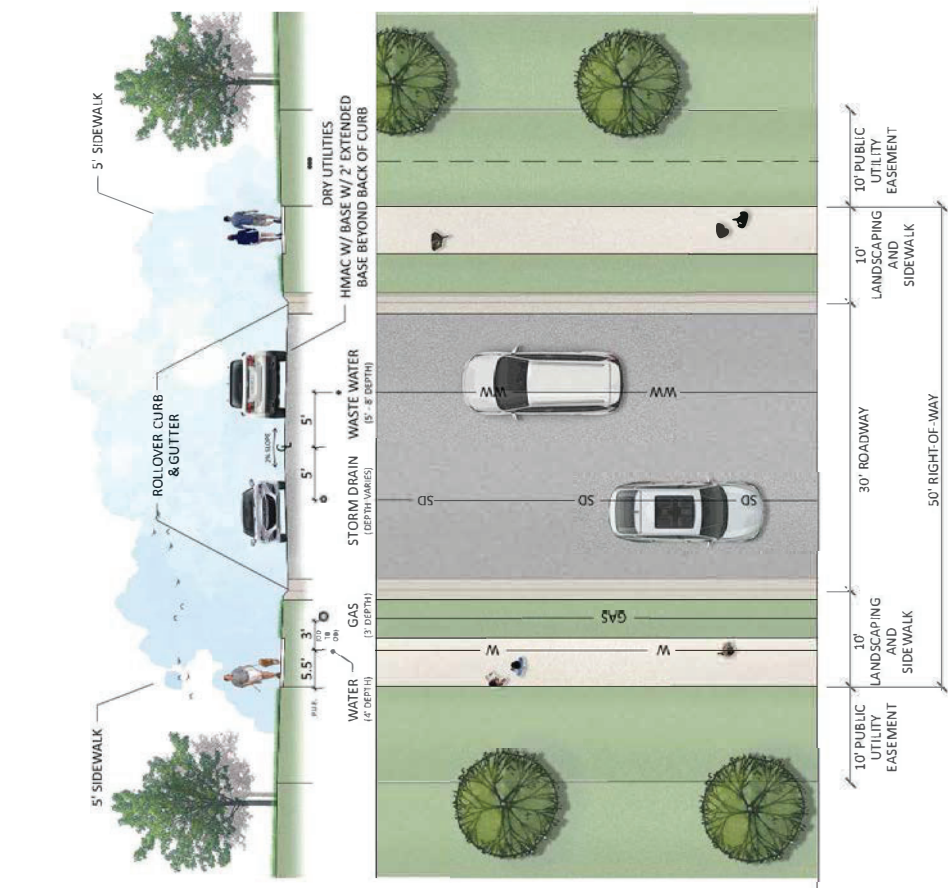 5' SIDEWALK
ROLLOVER CURB
& GUTTER
5' SIDEWALK
P.U.E.
5.5'
3'
5'
5'
2% SLOPE
WATER
(4' DEPTH)
GAS
(3' DEPTH)
STORM DRAIN
(DEPTH VARIES)
WASTE WATER
(5' - 8' DEPTH)
DRY UTILITIES
HMAC W/ BASE W/ 2' EXTENDED
BASE BEYOND BACK OF CURB
W
W
GAS
SD
SD
SD
WW
WW
10' PUBLIC
UTILITY
EASEMENT
10'
LANDSCAPING
AND
SIDEWALK
30' ROADWAY
10'
LANDSCAPING
AND
SIDEWALK
10' PUBLIC
UTILITY
EASEMENT
50' RIGHT-OF-WAY